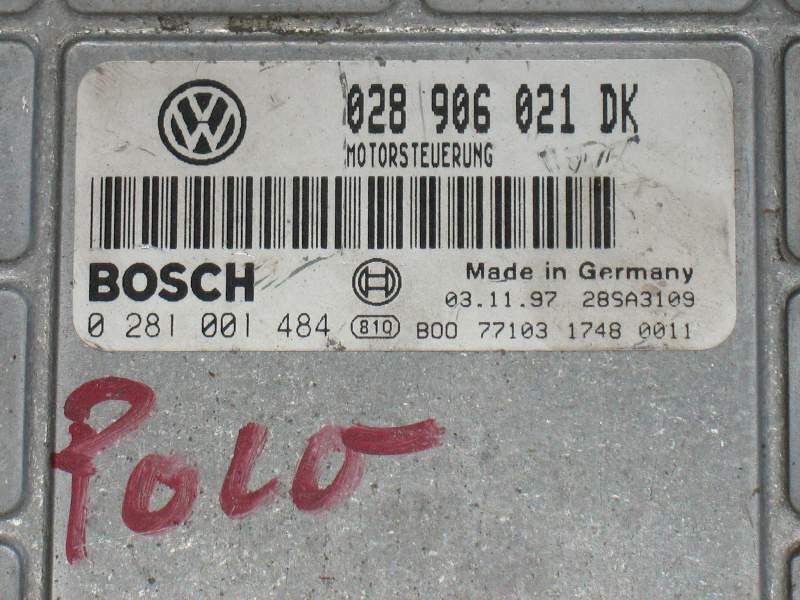 028 906 021 DK
MOTORSTEUERUNG
BOSCH
Made in Germany
03.11.97 28SA3109
0 281 001 484 810 B00 77103 1748 0011
Polo